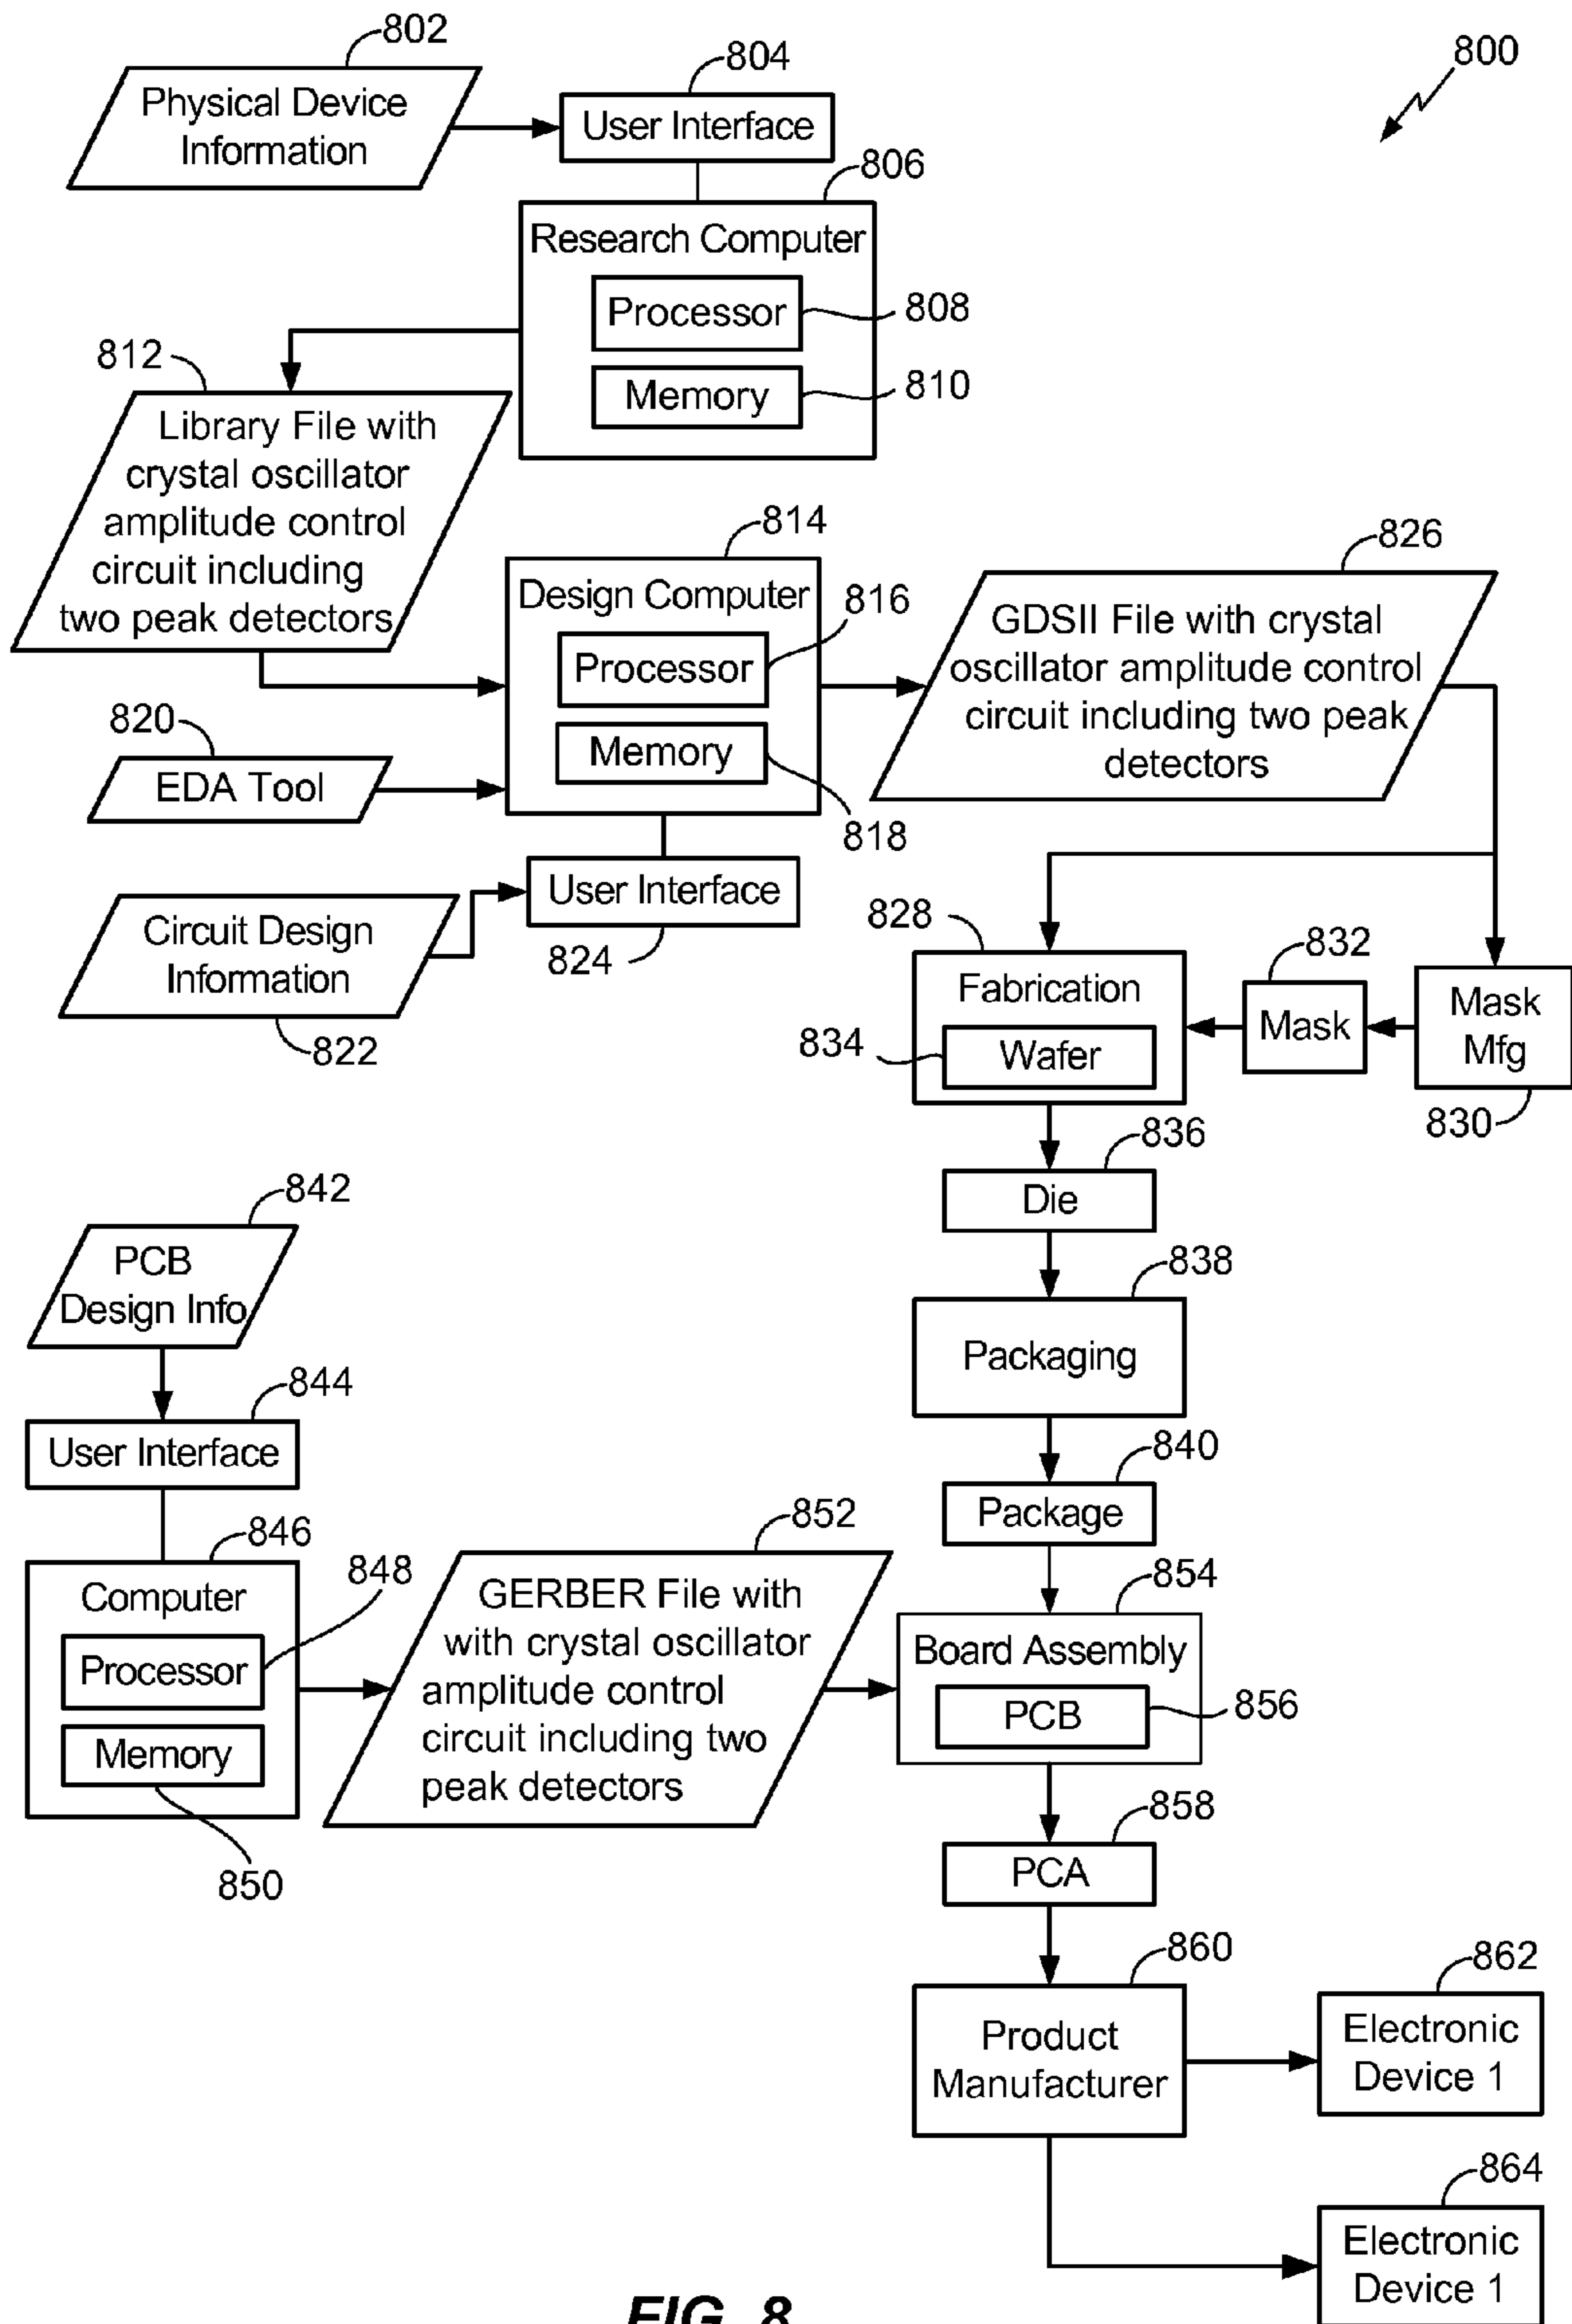 802
804
800
Physical Device
Information
User Interface
806
Research Computer
Processor
808
Memory
810
812
Library File with
crystal oscillator
amplitude control
circuit including
two peak detectors
814
Design Computer
816
Processor
Memory
818
826
GDSII File with crystal
oscillator amplitude control
circuit including two peak
detectors
820
EDA Tool
User Interface
824
Circuit Design
Information
822
828
Fabrication
834
Wafer
832
Mask
Mask
Mfg
830
836
Die
838
Packaging
840
Package
842
PCB
Design Info
844
User Interface
846
Computer
848
Processor
Memory
850
852
GERBER File with
with crystal oscillator
amplitude control
circuit including two
peak detectors
854
Board Assembly
PCB
856
858
PCA
860
Product
Manufacturer
862
Electronic
Device 1
864
Electronic
Device 1
FIG. 8